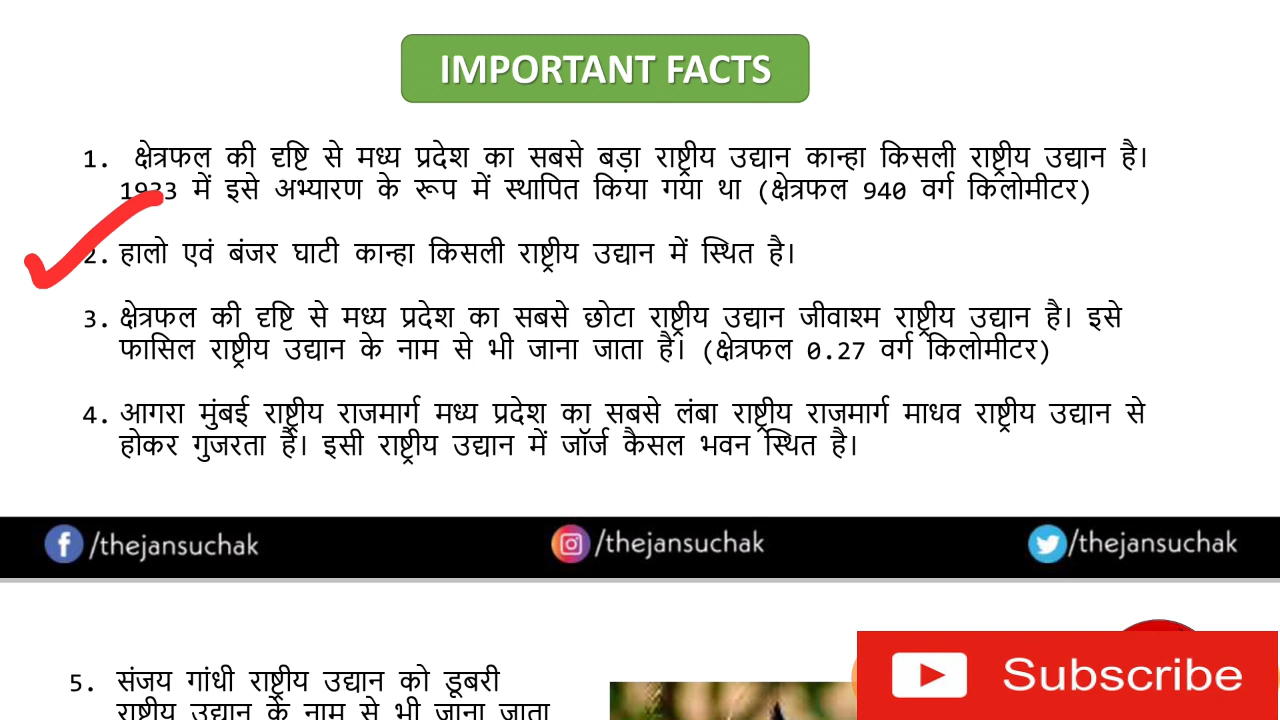 IMPORTANT FACTS
1. क्षेत्रफल की दृष्टि से मध्य प्रदेश का सबसे बड़ा राष्ट्रीय उद्यान कान्हा किसली राष्ट्रीय उद्यान है।
में इसे अभ्यारण के रूप में स्थापित किया गया था (क्षेत्रफल 940 वर्ग किलोमीटर)
2. हालो एवं बंजर घाटी कान्हा किसली राष्ट्रीय उद्यान में स्थित है।
3. क्षेत्रफल की दृष्टि से मध्य प्रदेश का सबसे छोटा राष्ट्रीय उद्यान जीवाश्म राष्ट्रीय उद्यान है। इसे
फासिल राष्ट्रीय उद्यान के नाम से भी जाना जाता है। (क्षेत्रफल 0.27 वर्ग किलोमीटर)
4. आगरा मुंबई राष्ट्रीय राजमार्ग मध्य प्रदेश का सबसे लंबा राष्ट्रीय राजमार्ग माधव राष्ट्रीय उद्यान से
होकर गुजरता है। इसी राष्ट्रीय उद्यान में जॉर्ज कैसल भवन स्थित है।
/thejansuchak /thejansuchak /thejansuchak
5. संजय गांधी राष्ट्रीय उद्यान को डूबरी
राष्ट्रीय उद्यान के नाम से भी जाना जाता
Subscribe